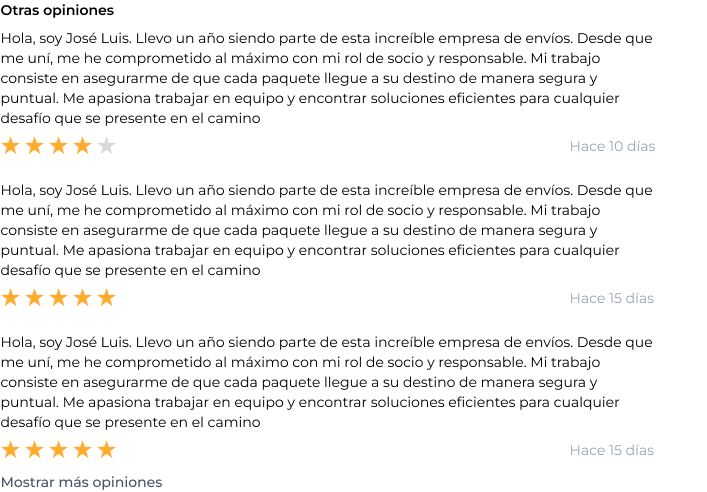 Otras opiniones
Hola, soy José Luis. Llevo un año siendo parte de esta increíble empresa de envíos. Desde que
me uní, me he comprometido al máximo con mi rol de socio y responsable. Mi trabajo
consiste en asegurarme de que cada paquete llegue a su destino de manera segura y
puntual. Me apasiona trabajar en equipo y encontrar soluciones eficientes para cualquier
desafío que se presente en el camino
Hace 10 días
Hola, soy José Luis. Llevo un año siendo parte de esta increíble empresa de envíos. Desde que
me uní, me he comprometido al máximo con mi rol de socio y responsable. Mi trabajo
consiste en asegurarme de que cada paquete llegue a su destino de manera segura y
puntual. Me apasiona trabajar en equipo y encontrar soluciones eficientes para cualquier
desafío que se presente en el camino
Hace 15 días
Hola, soy José Luis. Llevo un año siendo parte de esta increíble empresa de envíos. Desde que
me uní, me he comprometido al máximo con mi rol de socio y responsable. Mi trabajo
consiste en asegurarme de que cada paquete llegue a su destino de manera segura y
puntual. Me apasiona trabajar en equipo y encontrar soluciones eficientes para cualquier
desafío que se presente en el camino
Hace 15 días
Mostrar más opiniones